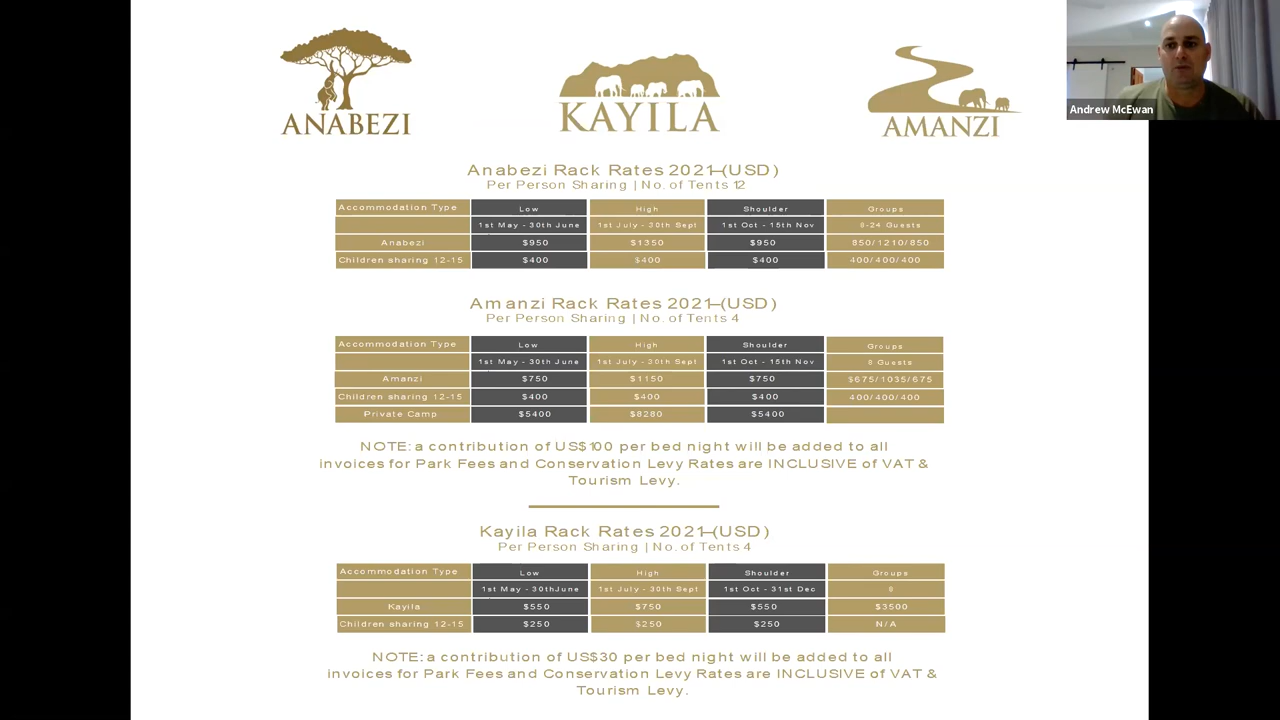 ANABEZI
KAYILA
AMANZI
Andrew McEwan
Anabezi Rack Rates 2021–(USD)
Per Person Sharing | No. of Tents 12
Accommodation Type Low High Shoulder Groups
1st May - 30th June 1st July - 30th Sept 1st Oct - 15th Nov 8-24 Guests
Anabezi $950 $1350 $950 850/1210/850
Children sharing 12-15 $400 $400 $400 400/400/400
Amanzi Rack Rates 2021–(USD)
Per Person Sharing | No. of Tents 4
Accommodation Type Low High Shoulder Groups
1st May - 30th June 1st July - 30th Sept 1st Oct - 15th Nov 8 Guests
Amanzi $750 $1150 $750 $675/1035/675
Children sharing 12-15 $400 $400 $400 400/400/400
Private Camp $5400 $8280 $5400
NOTE: a contribution of US$100 per bed night will be added to all
invoices for Park Fees and Conservation Levy Rates are INCLUSIVE of VAT &
Tourism Levy.
Kayila Rack Rates 2021–(USD)
Per Person Sharing | No. of Tents 4
Accommodation Type Low High Shoulder Groups
1st May - 30thJune 1st July - 30th Sept 1st Oct - 31st Dec 8
Kayila $550 $750 $550 $3500
Children sharing 12-15 $250 $250 $250 N/A
NOTE: a contribution of US$30 per bed night will be added to all
invoices for Park Fees and Conservation Levy Rates are INCLUSIVE of VAT &
Tourism Levy.